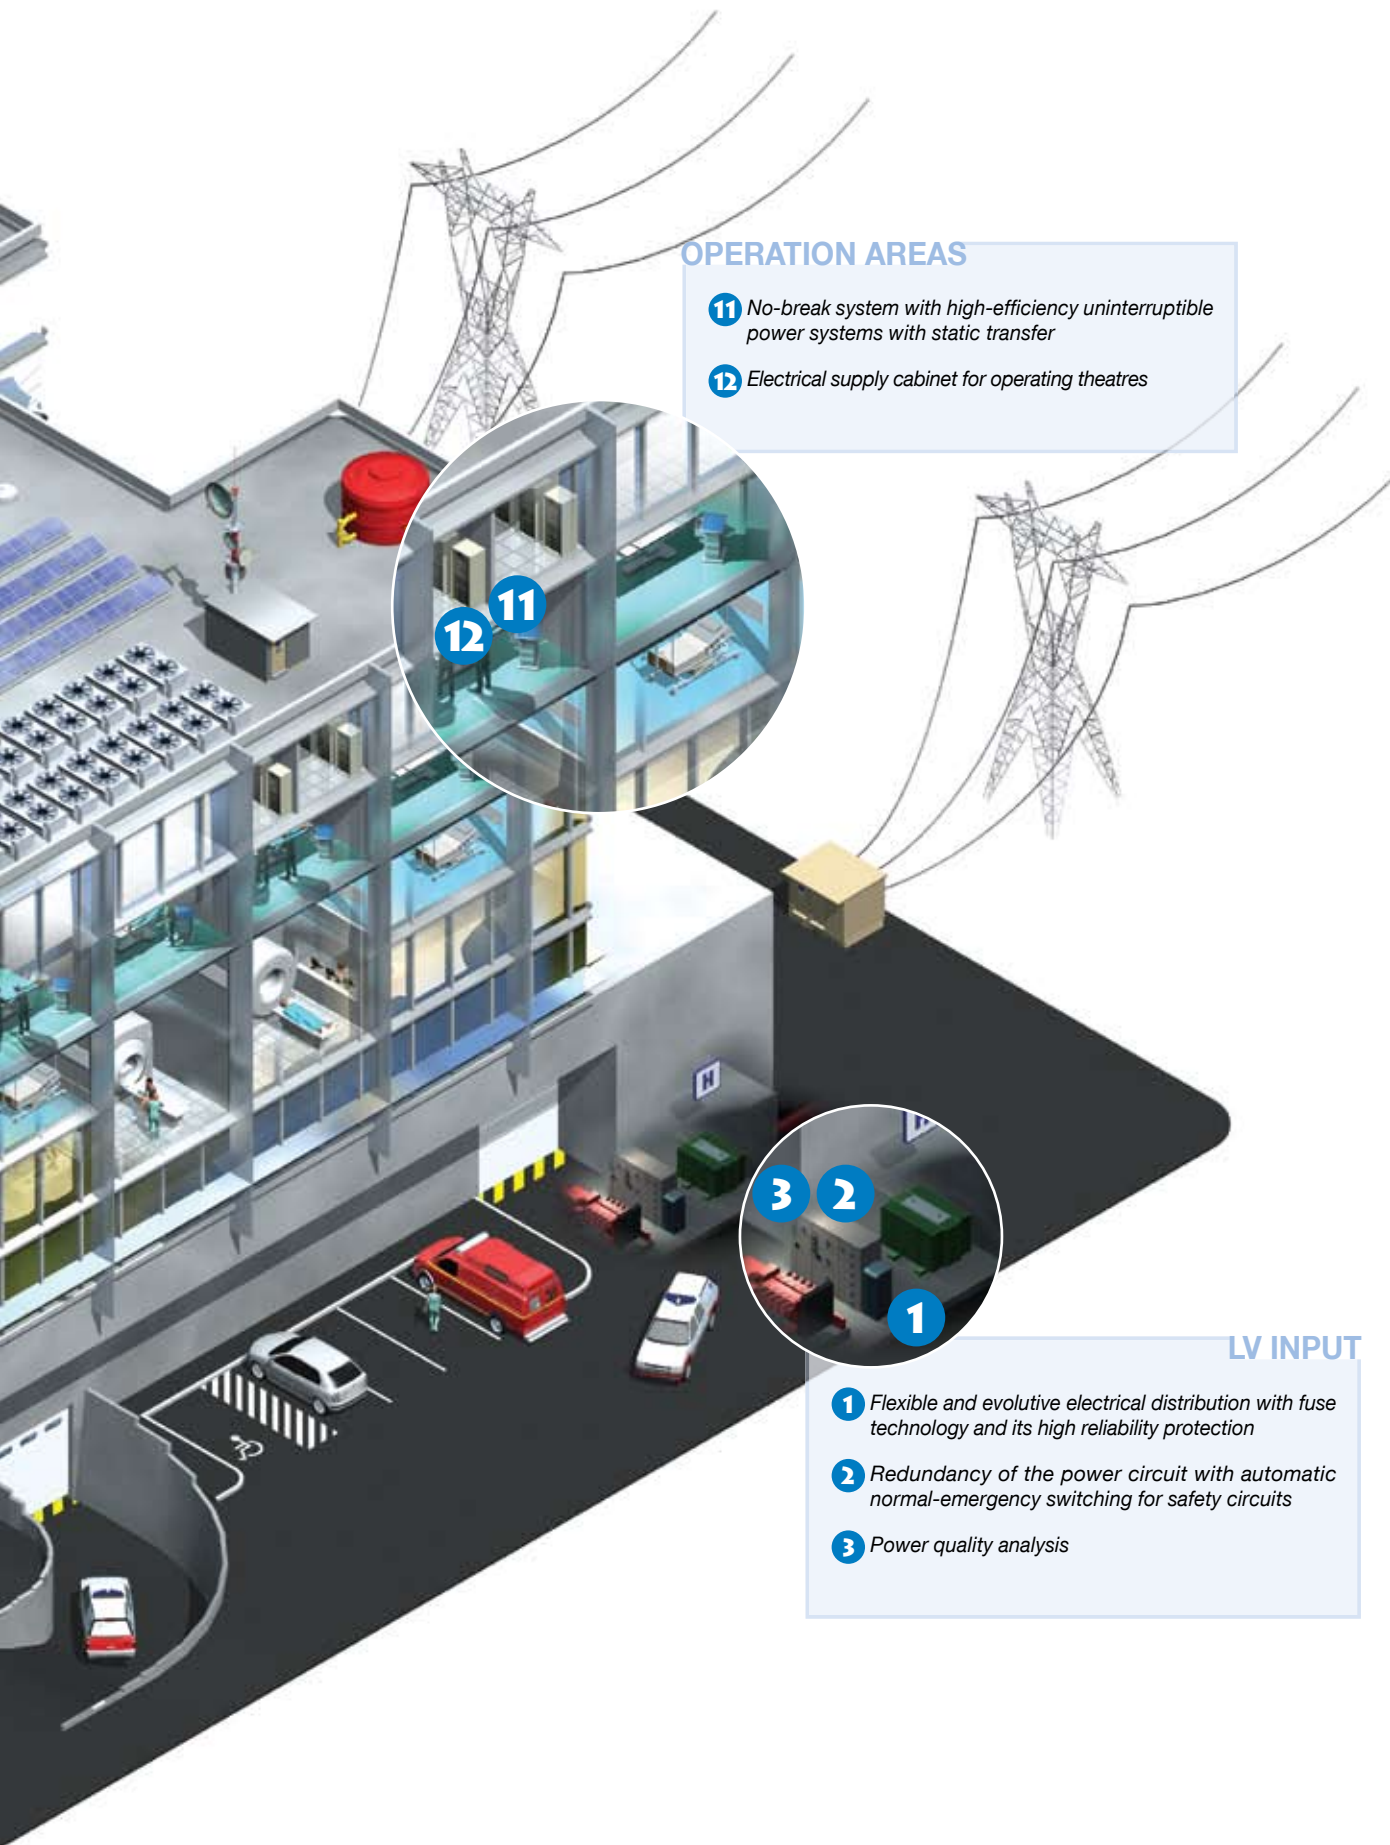 OPERATION AREAS
11 No-break system with high-efficiency uninterruptible
power systems with static transfer
12 Electrical supply cabinet for operating theatres
11
12
H
H
3 2
1
LV INPUT
1 Flexible and evolutive electrical distribution with fuse
technology and its high reliability protection
2 Redundancy of the power circuit with automatic
normal-emergency switching for safety circuits
3 Power quality analysis